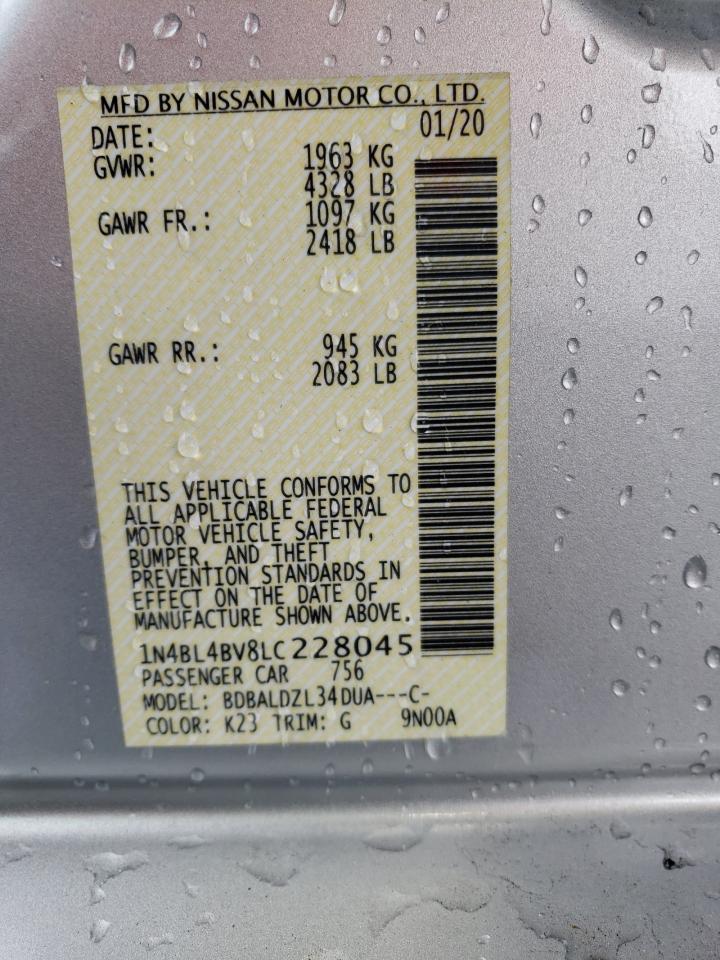 MFD BY NISSAN MOTOR CO., LTD.
DATE: 01/20
GVWR: 1963 KG
4328 LB
GAWR FR.: 1097 KG
2418 LB
GAWR RR.: 945 KG
2083 LB
THIS VEHICLE CONFORMS TO
ALL APPLICABLE FEDERAL
MOTOR VEHICLE SAFETY,
BUMPER, AND THEFT
PREVENTION STANDARDS IN
EFFECT ON THE DATE OF
MANUFACTURE SHOWN ABOVE.
1N4BL4BV8LC228045
PASSENGER CAR 756
MODEL: BDBALDZL34DUA---C-
COLOR: K23 TRIM: G 9N00A